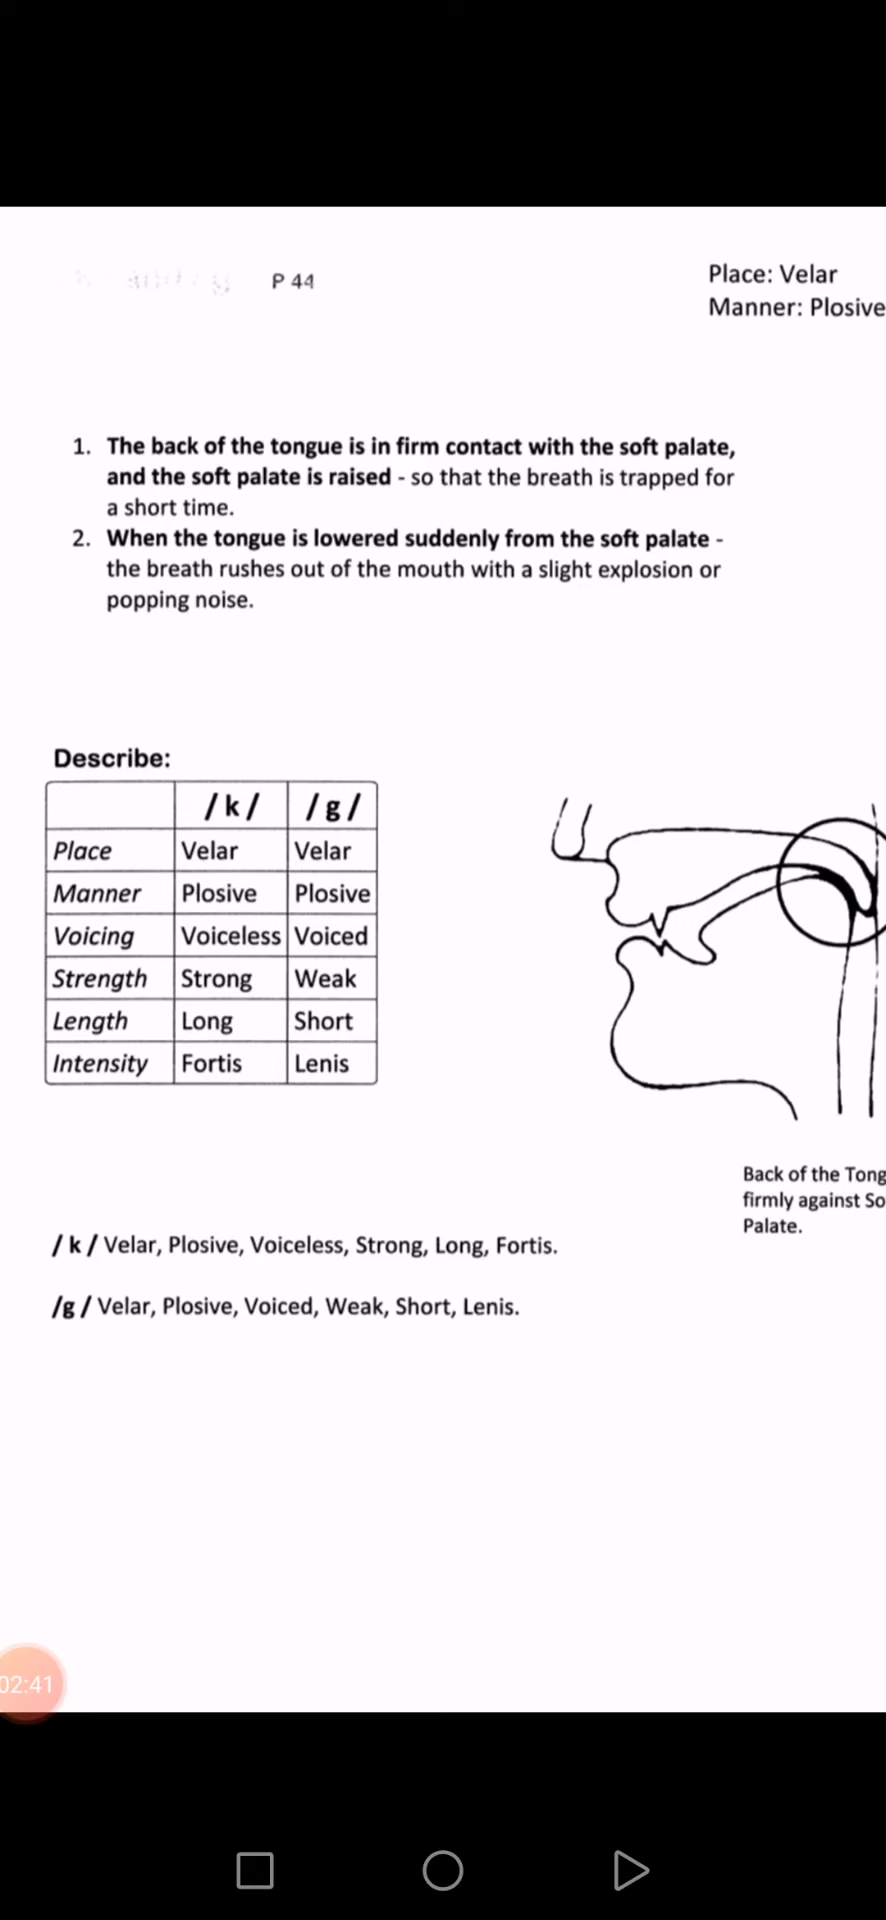 P 44
Place: Velar
Manner: Plosive
1. The back of the tongue is in firm contact with the soft palate,
and the soft palate is raised - so that the breath is trapped for
a short time.
2. When the tongue is lowered suddenly from the soft palate -
the breath rushes out of the mouth with a slight explosion or
popping noise.
Describe:
/k/ /g/
Place Velar Velar
Manner Plosive Plosive
Voicing Voiceless Voiced
Strength Strong Weak
Length Long Short
Intensity Fortis Lenis
Back of the Tong
firmly against So
Palate.
/k/ Velar, Plosive, Voiceless, Strong, Long, Fortis.
/g/ Velar, Plosive, Voiced, Weak, Short, Lenis.
02:41